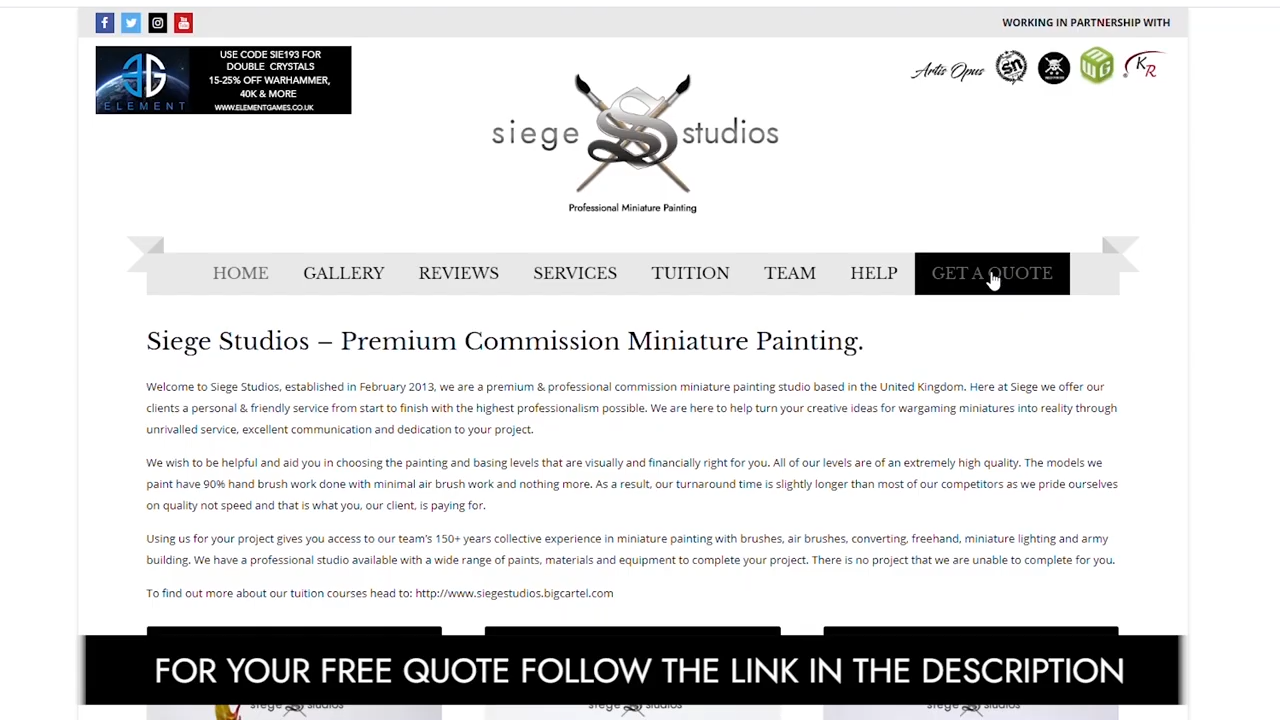 WORKING IN PARTNERSHIP WITH
USE CODE SIE193 FOR
DOUBLE CRYSTALS
15-25% OFF WARHAMMER,
40K & MORE
WWW.ELEMENTGAMES.CO.UK
ELEMENT
Artis Opus
KR
siege studios
Professional Miniature Painting
HOME GALLERY REVIEWS SERVICES TUITION TEAM HELP GET A QUOTE
Siege Studios – Premium Commission Miniature Painting.
Welcome to Siege Studios, established in February 2013, we are a premium & professional commission miniature painting studio based in the United Kingdom. Here at Siege we offer our
clients a personal & friendly service from start to finish with the highest professionalism possible. We are here to help turn your creative ideas for wargaming miniatures into reality through
unrivalled service, excellent communication and dedication to your project.
We wish to be helpful and aid you in choosing the painting and basing levels that are visually and financially right for you. All of our levels are of an extremely high quality. The models we
paint have 90% hand brush work done with minimal air brush work and nothing more. As a result, our turnaround time is slightly longer than most of our competitors as we pride ourselves
on quality not speed and that is what you, our client, is paying for.
Using us for your project gives you access to our team's 150+ years collective experience in miniature painting with brushes, air brushes, converting, freehand, miniature lighting and army
building. We have a professional studio available with a wide range of paints, materials and equipment to complete your project. There is no project that we are unable to complete for you.
To find out more about our tuition courses head to: http://www.siegestudios.bigcartel.com
FOR YOUR FREE QUOTE FOLLOW THE LINK IN THE DESCRIPTION